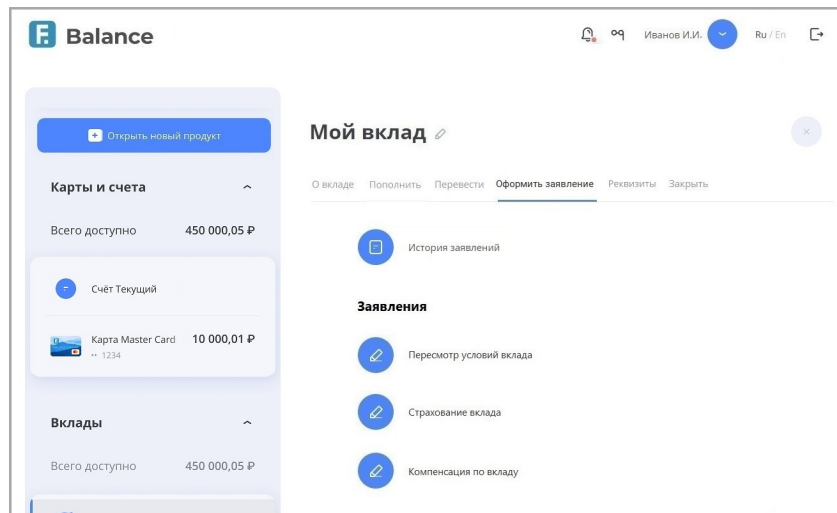 F. Balance
Иванов И.И.
Ru / En
Открыть новый продукт
Карты и счета
Всего доступно 450 000,05 ₽
Счёт Текущий
Карта Master Card 10 000,01 ₽
•• 1234
Вклады
Всего доступно 450 000,05 ₽
Мой вклад
О вкладе Пополнить Перевести Оформить заявление Реквизиты Закрыть
История заявлений
Заявления
Пересмотр условий вклада
Страхование вклада
Компенсация по вкладу